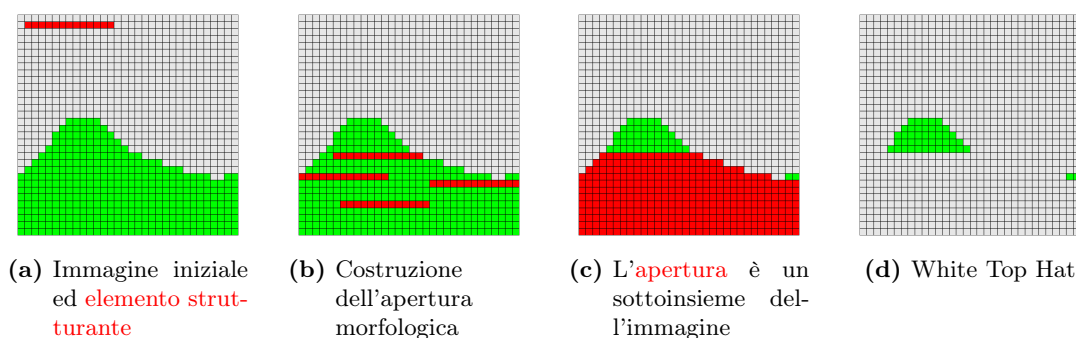 (a) Immagine iniziale
ed elemento strut-
turante
(b) Costruzione
dell'apertura
morfologica
(c) L'apertura è un
sottoinsieme del-
l'immagine
(d) White Top Hat